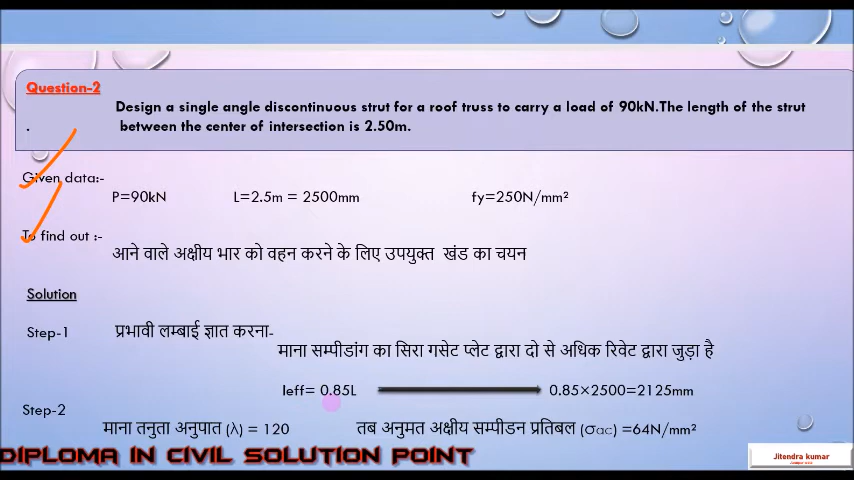 Question-2
Design a single angle discontinuous strut for a roof truss to carry a load of 90kN.The length of the strut
. between the center of intersection is 2.50m.
Given data:-
P=90kN L=2.5m = 2500mm fy=250N/mm²
To find out :-
आने वाले अक्षीय भार को वहन करने के लिए उपयुक्त खंड का चयन
Solution
Step-1 प्रभावी लम्बाई ज्ञात करना-
माना सम्पीडांग का सिरा गसेट प्लेट द्वारा दो से अधिक रिवेट द्वारा जुड़ा है
leff= 0.85L 0.85×2500=2125mm
Step-2
माना तनुता अनुपात (λ) = 120 तब अनुमत अक्षीय सम्पीडन प्रतिबल (σac) =64N/mm²
DIPLOMA IN CIVIL SOLUTION POINT
Jitendra kumar